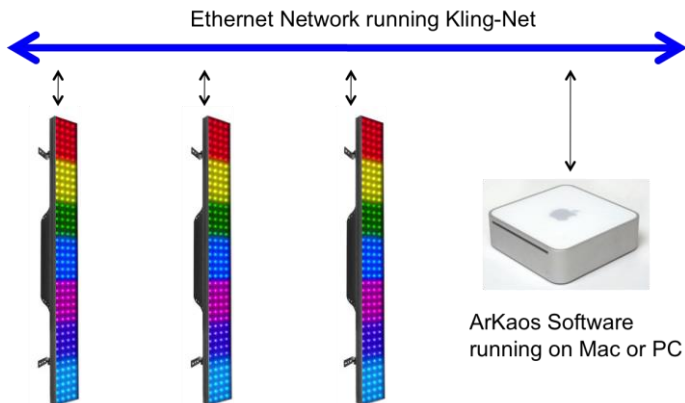 Ethernet Network running Kling-Net
ArKaos Software
running on Mac or PC